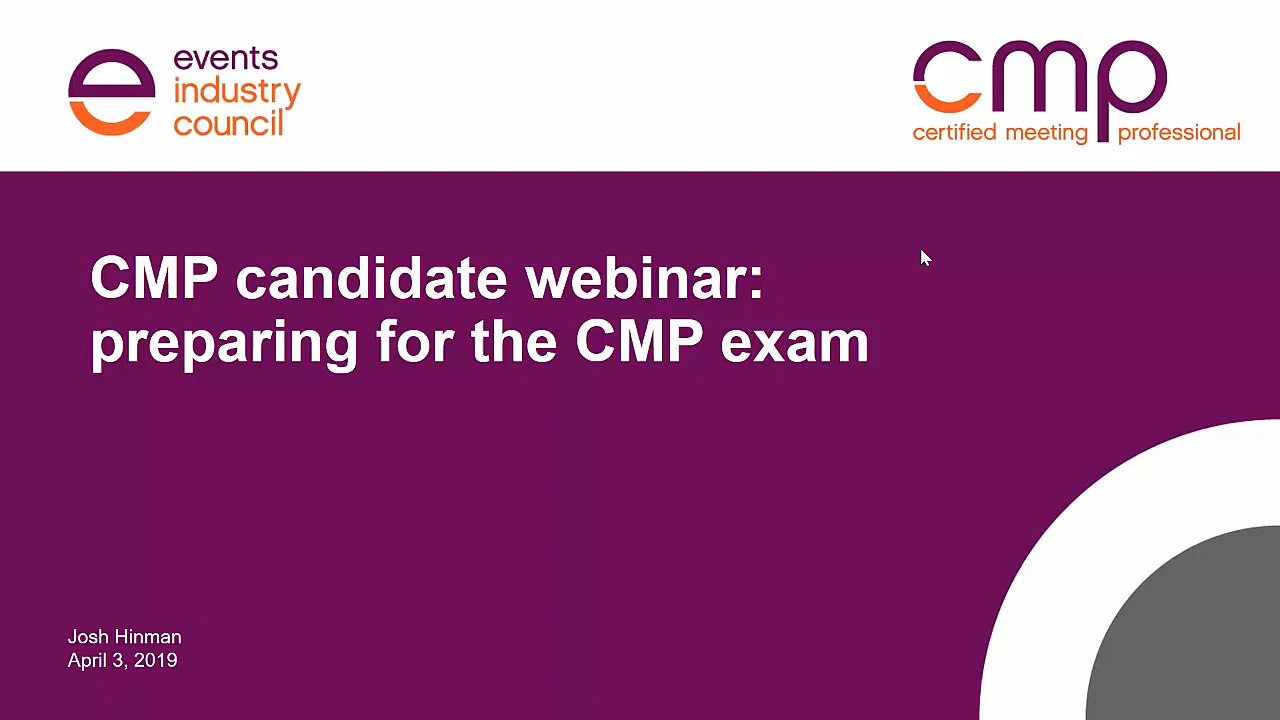 events
industry
council
cmp
certified meeting professional
CMP candidate webinar:
preparing for the CMP exam
Josh Hinman
April 3, 2019